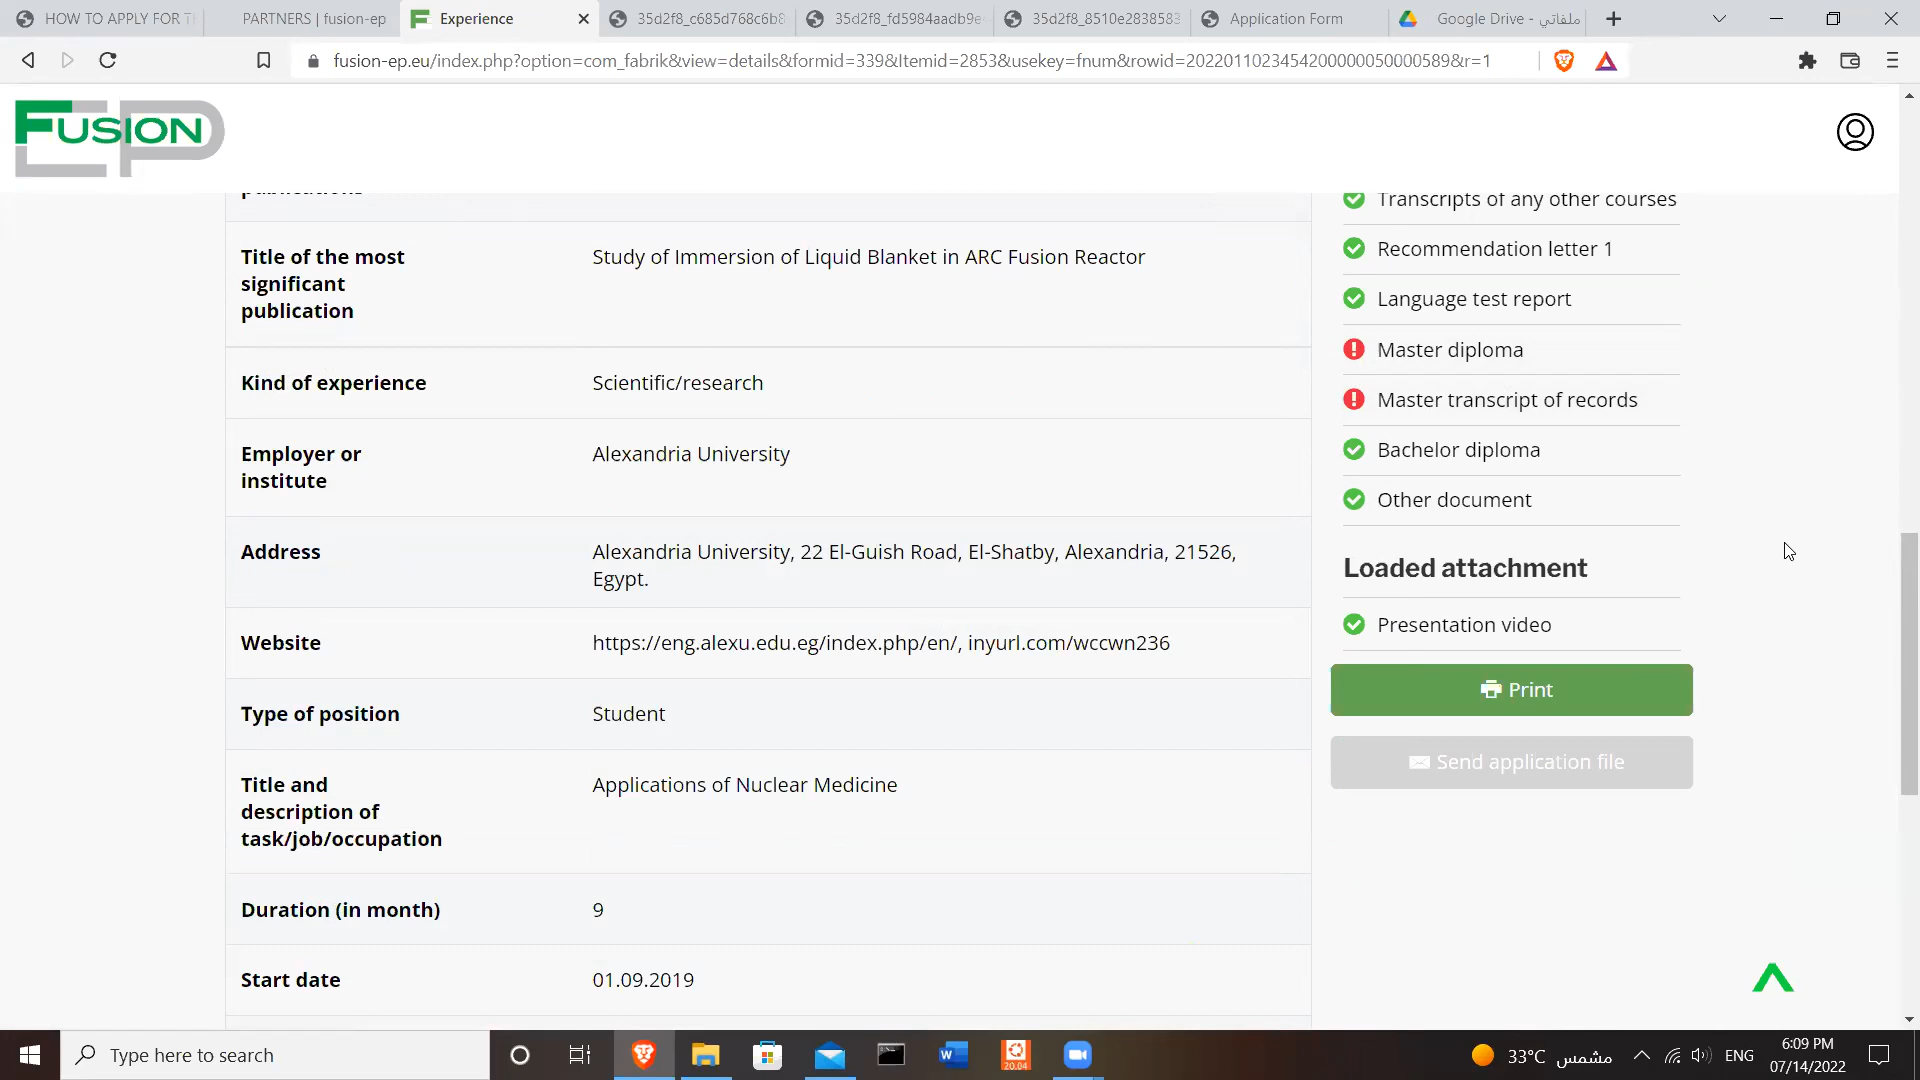 HOW TO APPLY FOR T
PARTNERS | fusion-ep
Experience
35d2f8_c685d768c6b8
35d2f8_fd5984aadb9e
35d2f8_8510e2838583
Application Form
Google Drive - ملفاتي
fusion-ep.eu/index.php?option=com_fabrik&view=details&formid=339&Itemid=2853&usekey=fnum&rowid=2022011023454200000050000589&r=1
FUSION
EP
publications
Title of the most
significant
publication
Study of Immersion of Liquid Blanket in ARC Fusion Reactor
Kind of experience
Scientific/research
Employer or
institute
Alexandria University
Address
Alexandria University, 22 El-Guish Road, El-Shatby, Alexandria, 21526,
Egypt.
Website
https://eng.alexu.edu.eg/index.php/en/, inyurl.com/wccwn236
Type of position
Student
Title and
description of
task/job/occupation
Applications of Nuclear Medicine
Duration (in month)
9
Start date
01.09.2019
Transcripts of any other courses
Recommendation letter 1
Language test report
Master diploma
Master transcript of records
Bachelor diploma
Other document
Loaded attachment
Presentation video
Print
Send application file
Type here to search
20.04
33°C مشمس
ENG
6:09 PM
07/14/2022